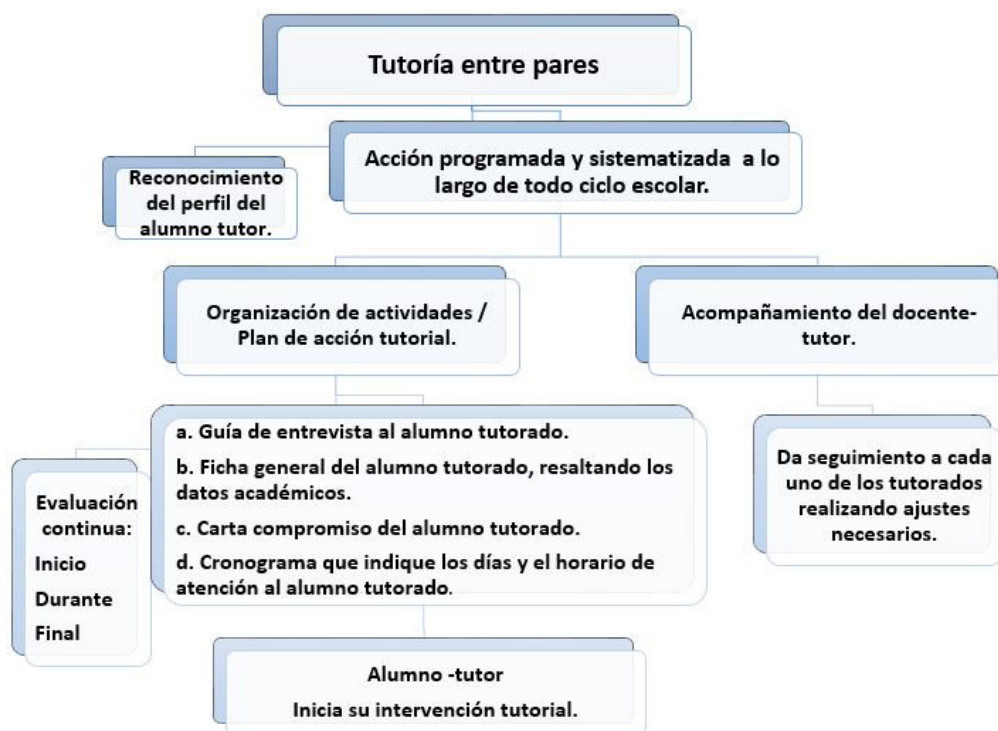 Tutoría entre pares
Acción programada y sistematizada a lo
largo de todo ciclo escolar.
Reconocimiento
del perfil del
alumno tutor.
Organización de actividades /
Plan de acción tutorial.
Acompañamiento del docente-
tutor.
a. Guía de entrevista al alumno tutorado.
b. Ficha general del alumno tutorado, resaltando los
datos académicos.
c. Carta compromiso del alumno tutorado.
d. Cronograma que indique los días y el horario de
atención al alumno tutorado.
Evaluación
continua:
Inicio
Durante
Final
Da seguimiento a cada
uno de los tutorados
realizando ajustes
necesarios.
Alumno -tutor
Inicia su intervención tutorial.